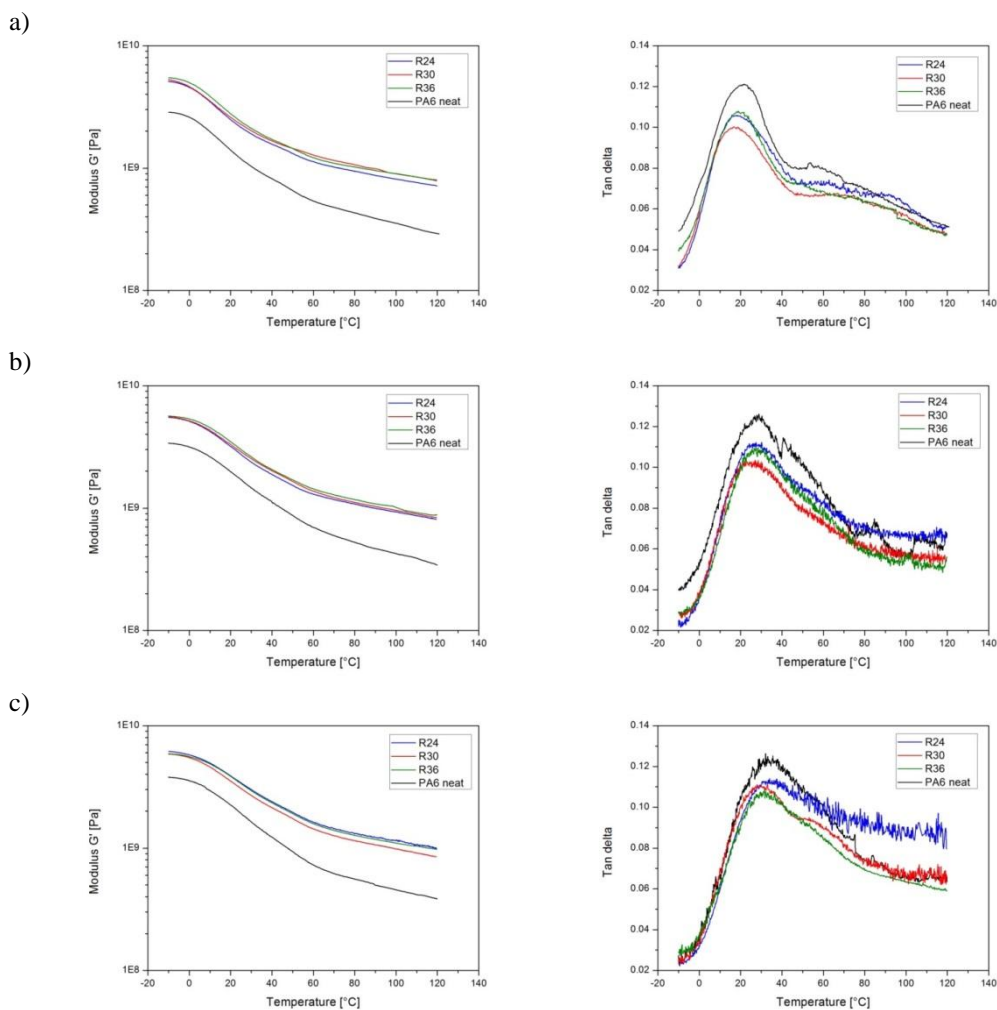 a)
1E10
1E9
1E8
Modulus G' [Pa]
-20 0 20 40 60 80 100 120 140
Temperature [°C]
R24
R30
R36
PA6 neat
0.14
0.12
0.10
0.08
0.06
0.04
0.02
Tan delta
-20 0 20 40 60 80 100 120 140
Temperature [°C]
R24
R30
R36
PA6 neat
b)
1E10
1E9
1E8
Modulus G' [Pa]
-20 0 20 40 60 80 100 120 140
Temperature [°C]
R24
R30
R36
PA6 neat
0.14
0.12
0.10
0.08
0.06
0.04
0.02
Tan delta
-20 0 20 40 60 80 100 120 140
Temperature [°C]
R24
R30
R36
PA6 neat
c)
1E10
1E9
1E8
Modulus G' [Pa]
-20 0 20 40 60 80 100 120 140
Temperature [°C]
R24
R30
R36
PA6 neat
0.14
0.12
0.10
0.08
0.06
0.04
0.02
Tan delta
-20 0 20 40 60 80 100 120 140
Temperature [°C]
R24
R30
R36
PA6 neat